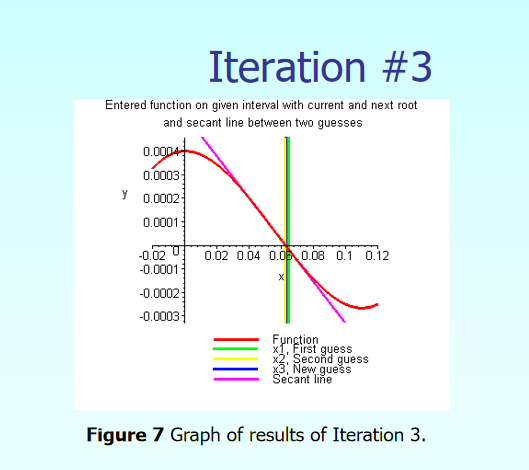 Iteration #3
Entered function on given interval with current and next root
and secant line between two guesses
0.0004
0.0003
y
0.0002
0.0001
-0.02 0 0.02 0.04 0.06 0.08 0.1 0.12
-0.0001
x
-0.0002
-0.0003
Function
x1, First guess
x2, Second guess
x3, New guess
Secant line
Figure 7 Graph of results of Iteration 3.